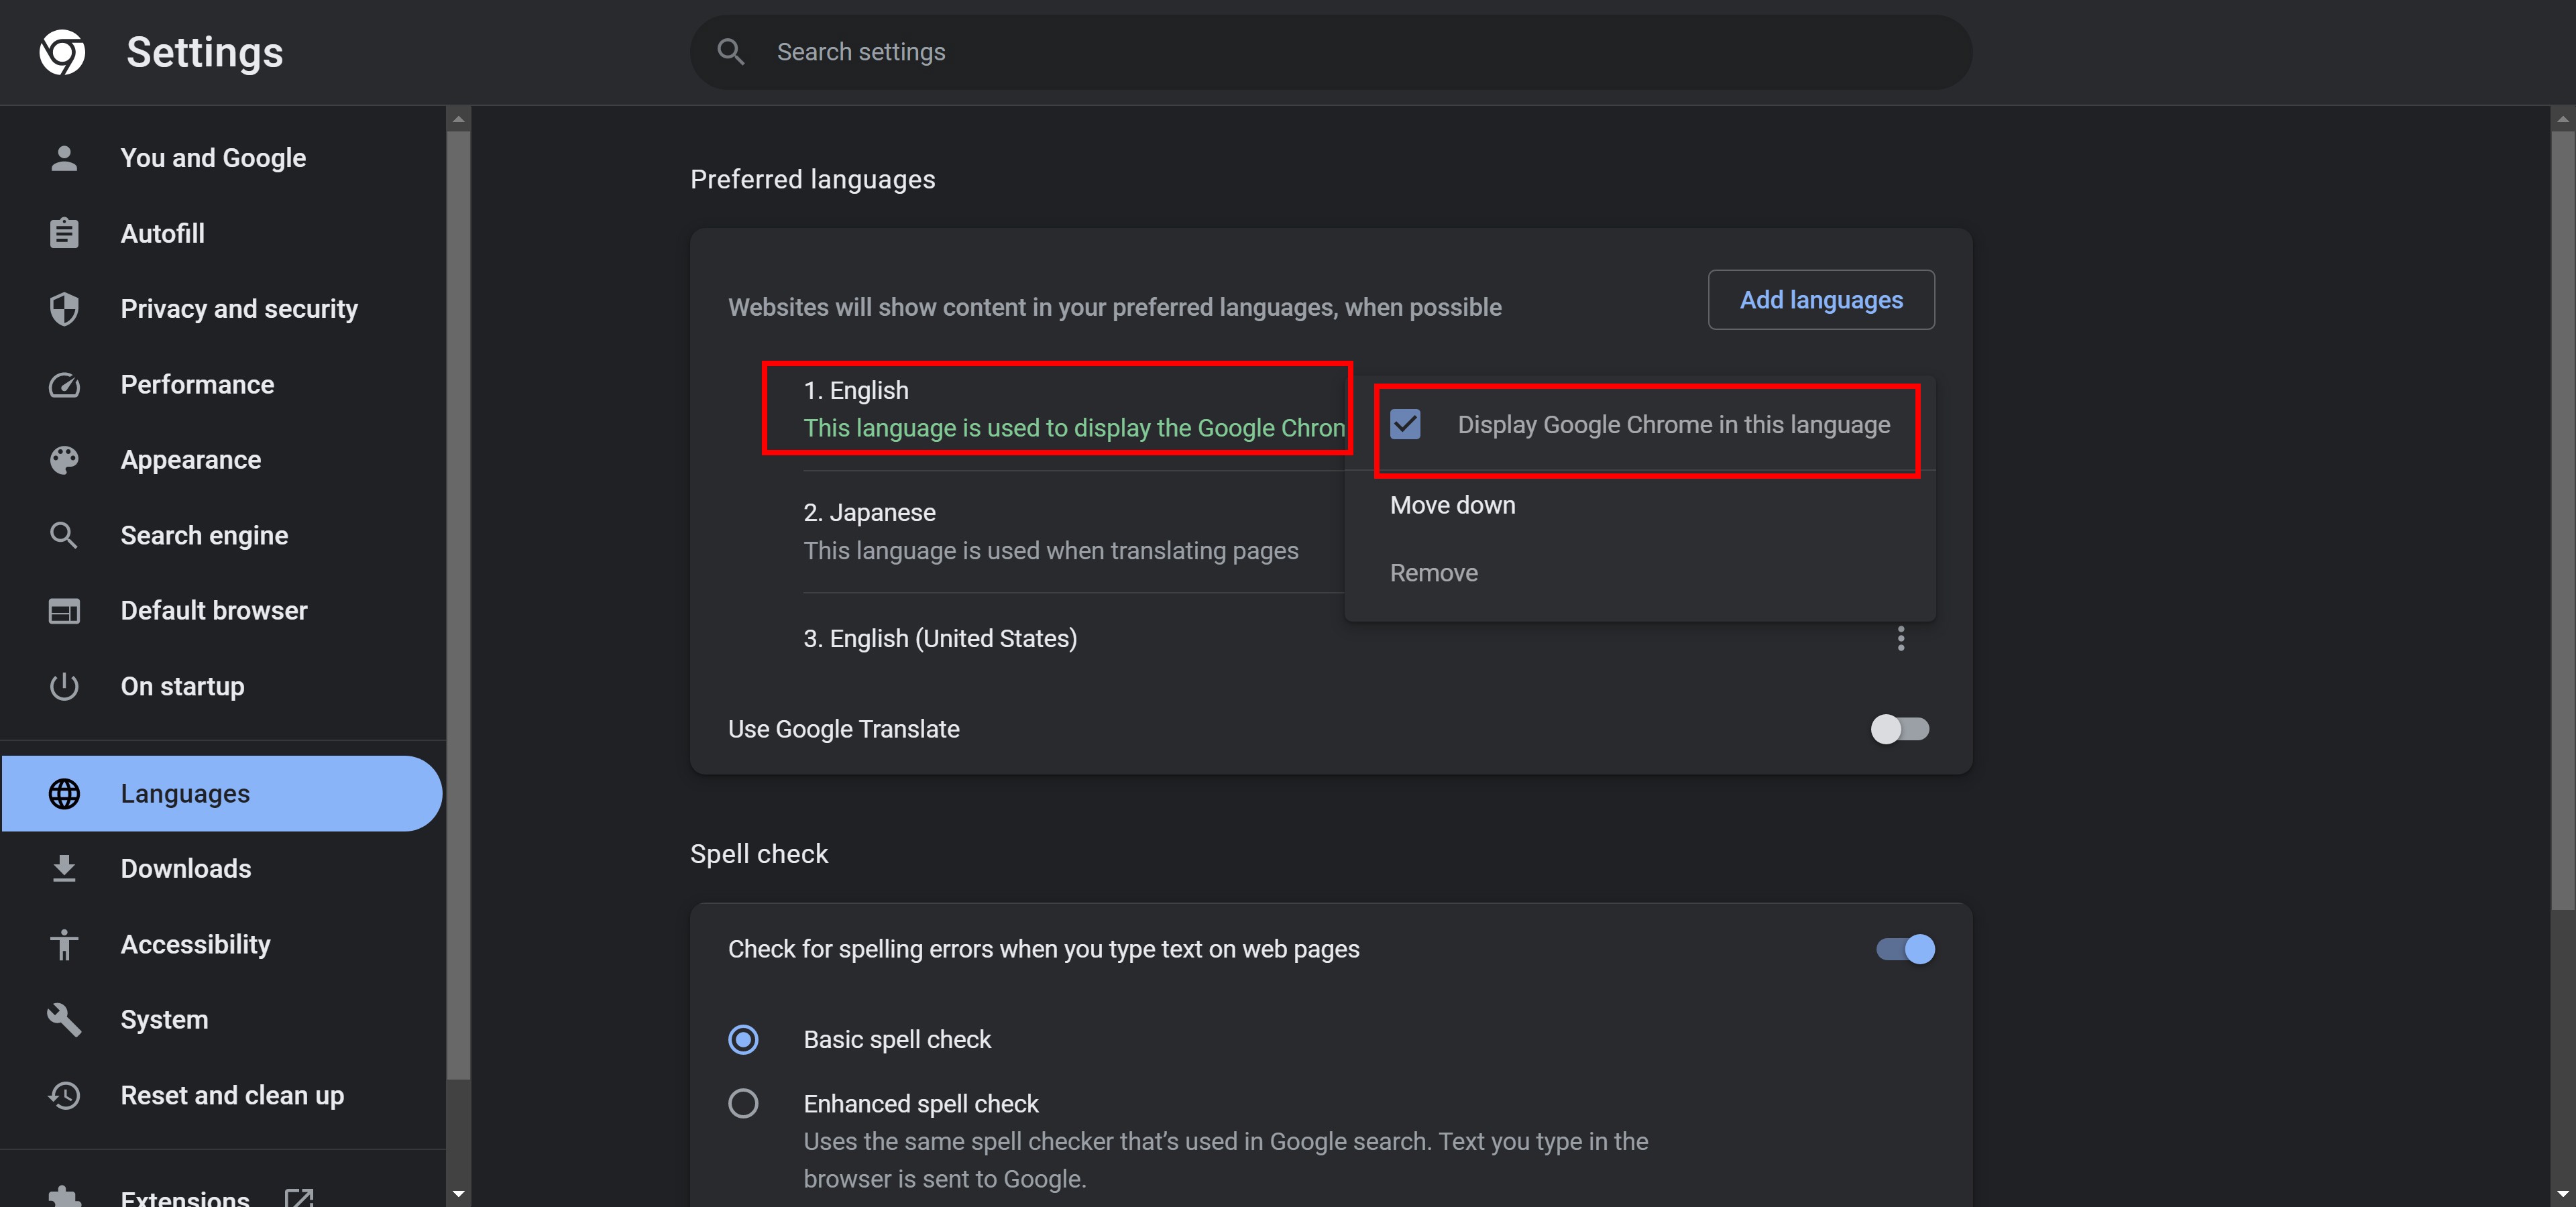 Settings
Search settings
You and Google
Autofill
Privacy and security
Performance
Appearance
Search engine
Default browser
On startup
Languages
Downloads
Accessibility
System
Reset and clean up
Extensions
Preferred languages
Websites will show content in your preferred languages, when possible
Add languages
1. English
This language is used to display the Google Chrom
Display Google Chrome in this language
Move down
Remove
2. Japanese
This language is used when translating pages
3. English (United States)
Use Google Translate
Spell check
Check for spelling errors when you type text on web pages
Basic spell check
Enhanced spell check
Uses the same spell checker that’s used in Google search. Text you type in the
browser is sent to Google.